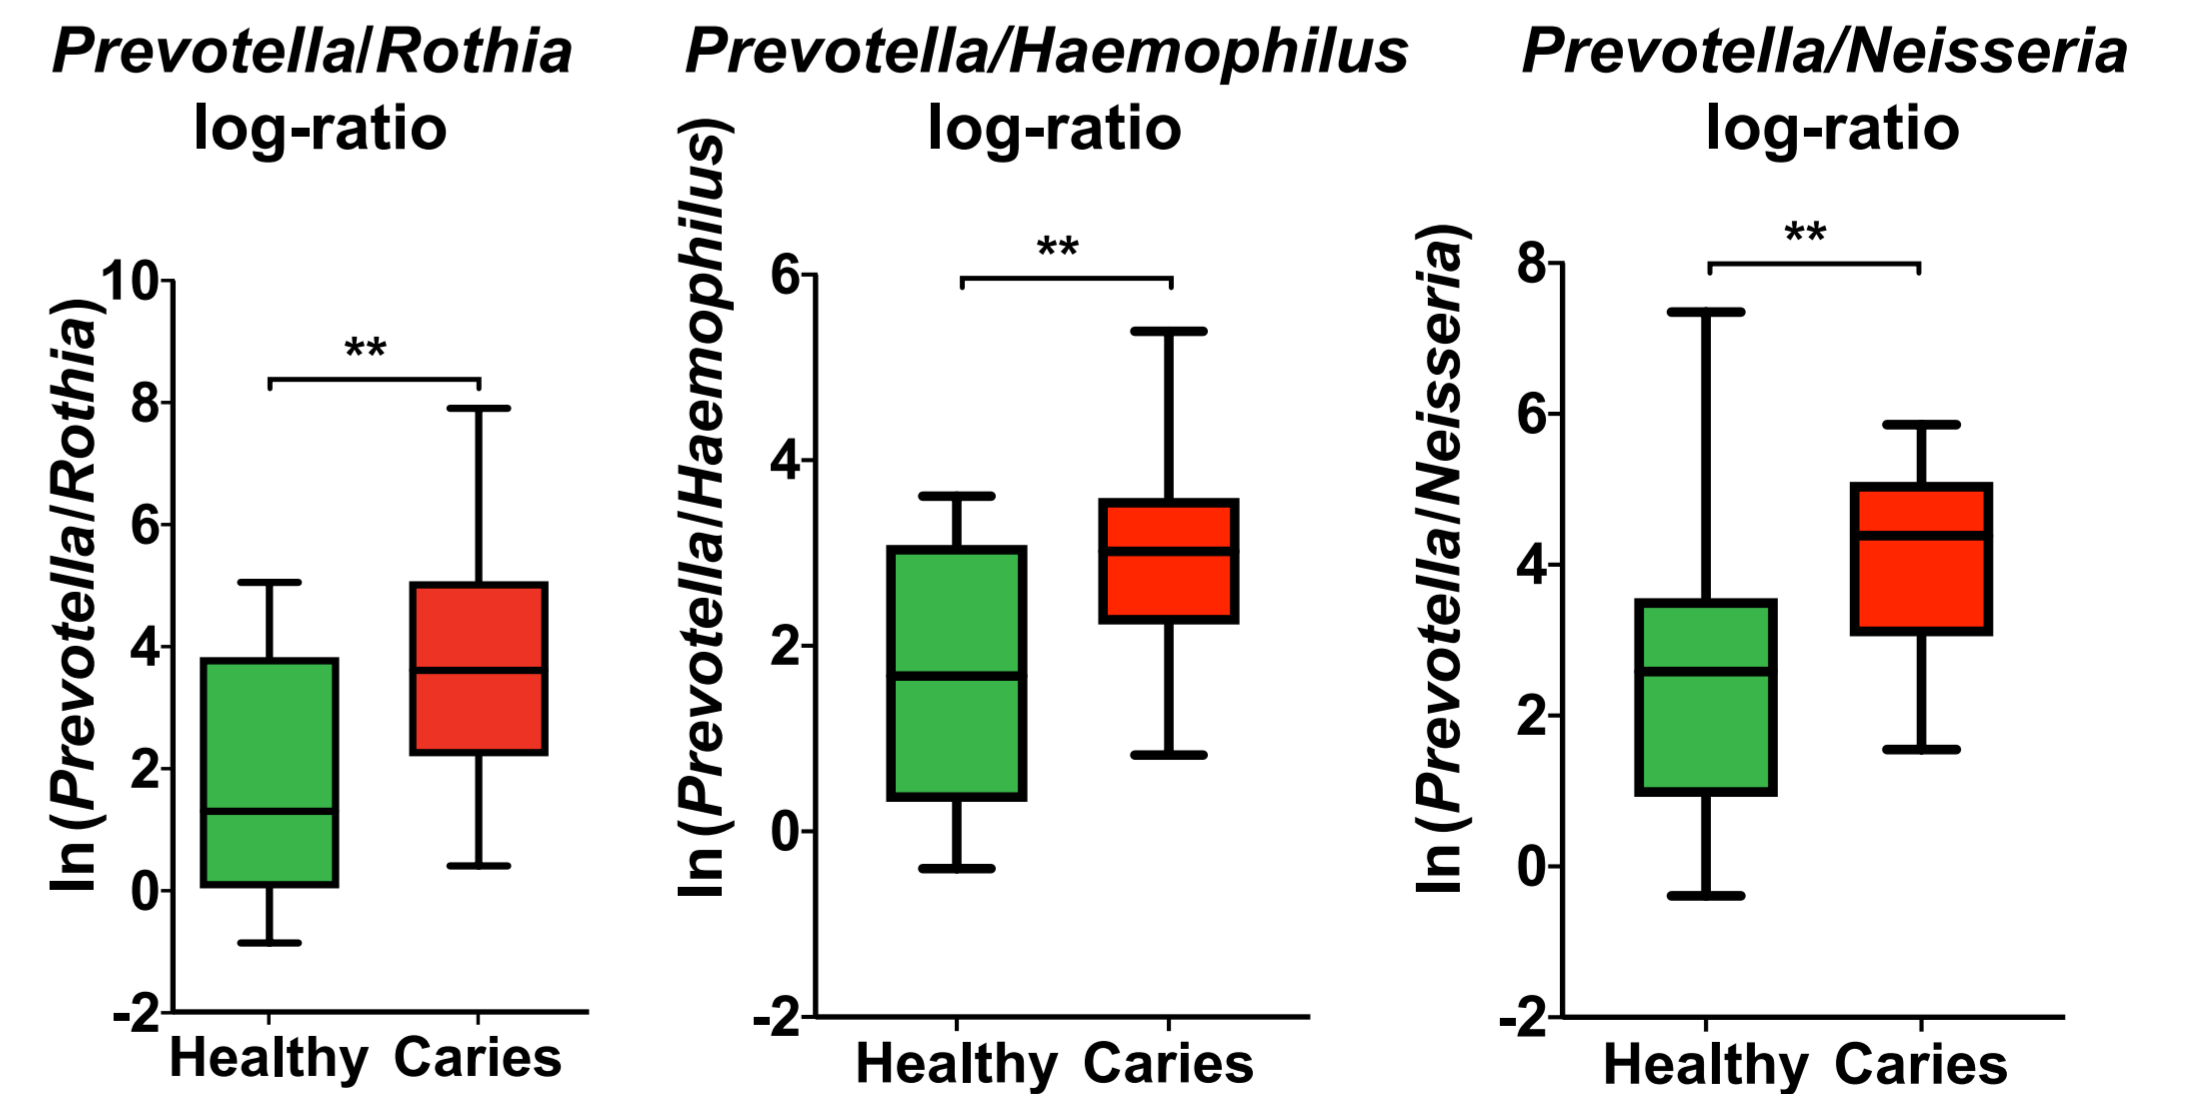 Prevotella/Rothia
log-ratio
ln (Prevotella/Rothia)
10
8
6
4
2
0
-2
**
Healthy Caries
Prevotella/Haemophilus
log-ratio
ln (Prevotella/Haemophilus)
6
4
2
0
-2
**
Healthy Caries
Prevotella/Neisseria
log-ratio
ln (Prevotella/Neisseria)
8
6
4
2
0
-2
**
Healthy Caries